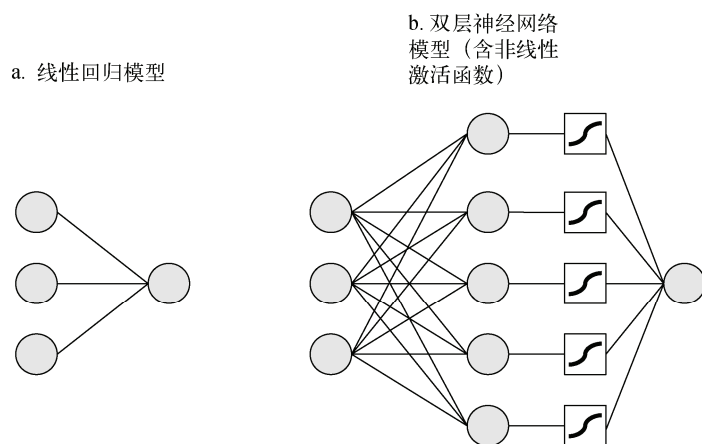 a. 线性回归模型
b. 双层神经网络
模型（含非线性
激活函数）